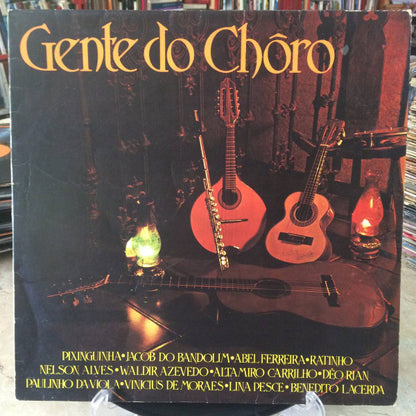 Gente do Chôro
PIXINGUINHA • JACOB DO BANDOLIM • ABEL FERREIRA • RATINHO
NELSON ALVES • WALDIR AZEVEDO • ALTAMIRO CARRILHO • DÉO RIAN
PAULINHO DA VIOLA • VINICIUS DE MORAES • LINA PESCE • BENEDITO LACERDA